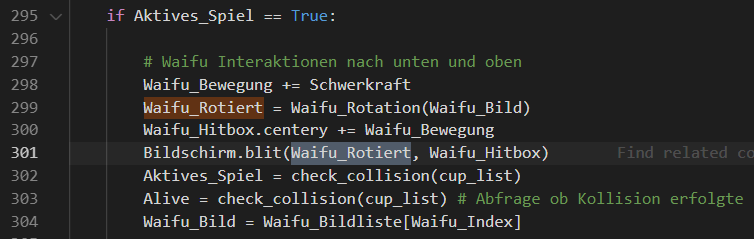 295 if Aktives_Spiel == True:
296
297 # Waifu Interaktionen nach unten und oben
298 Waifu_Bewegung += Schwerkraft
299 Waifu_Rotiert = Waifu_Rotation(Waifu_Bild)
300 Waifu_Hitbox.centery += Waifu_Bewegung
301 Bildschirm.blit(Waifu_Rotiert, Waifu_Hitbox) Find related co
302 Aktives_Spiel = check_collision(cup_list)
303 Alive = check_collision(cup_list) # Abfrage ob Kollision erfolgte
304 Waifu_Bild = Waifu_Bildliste[Waifu_Index]